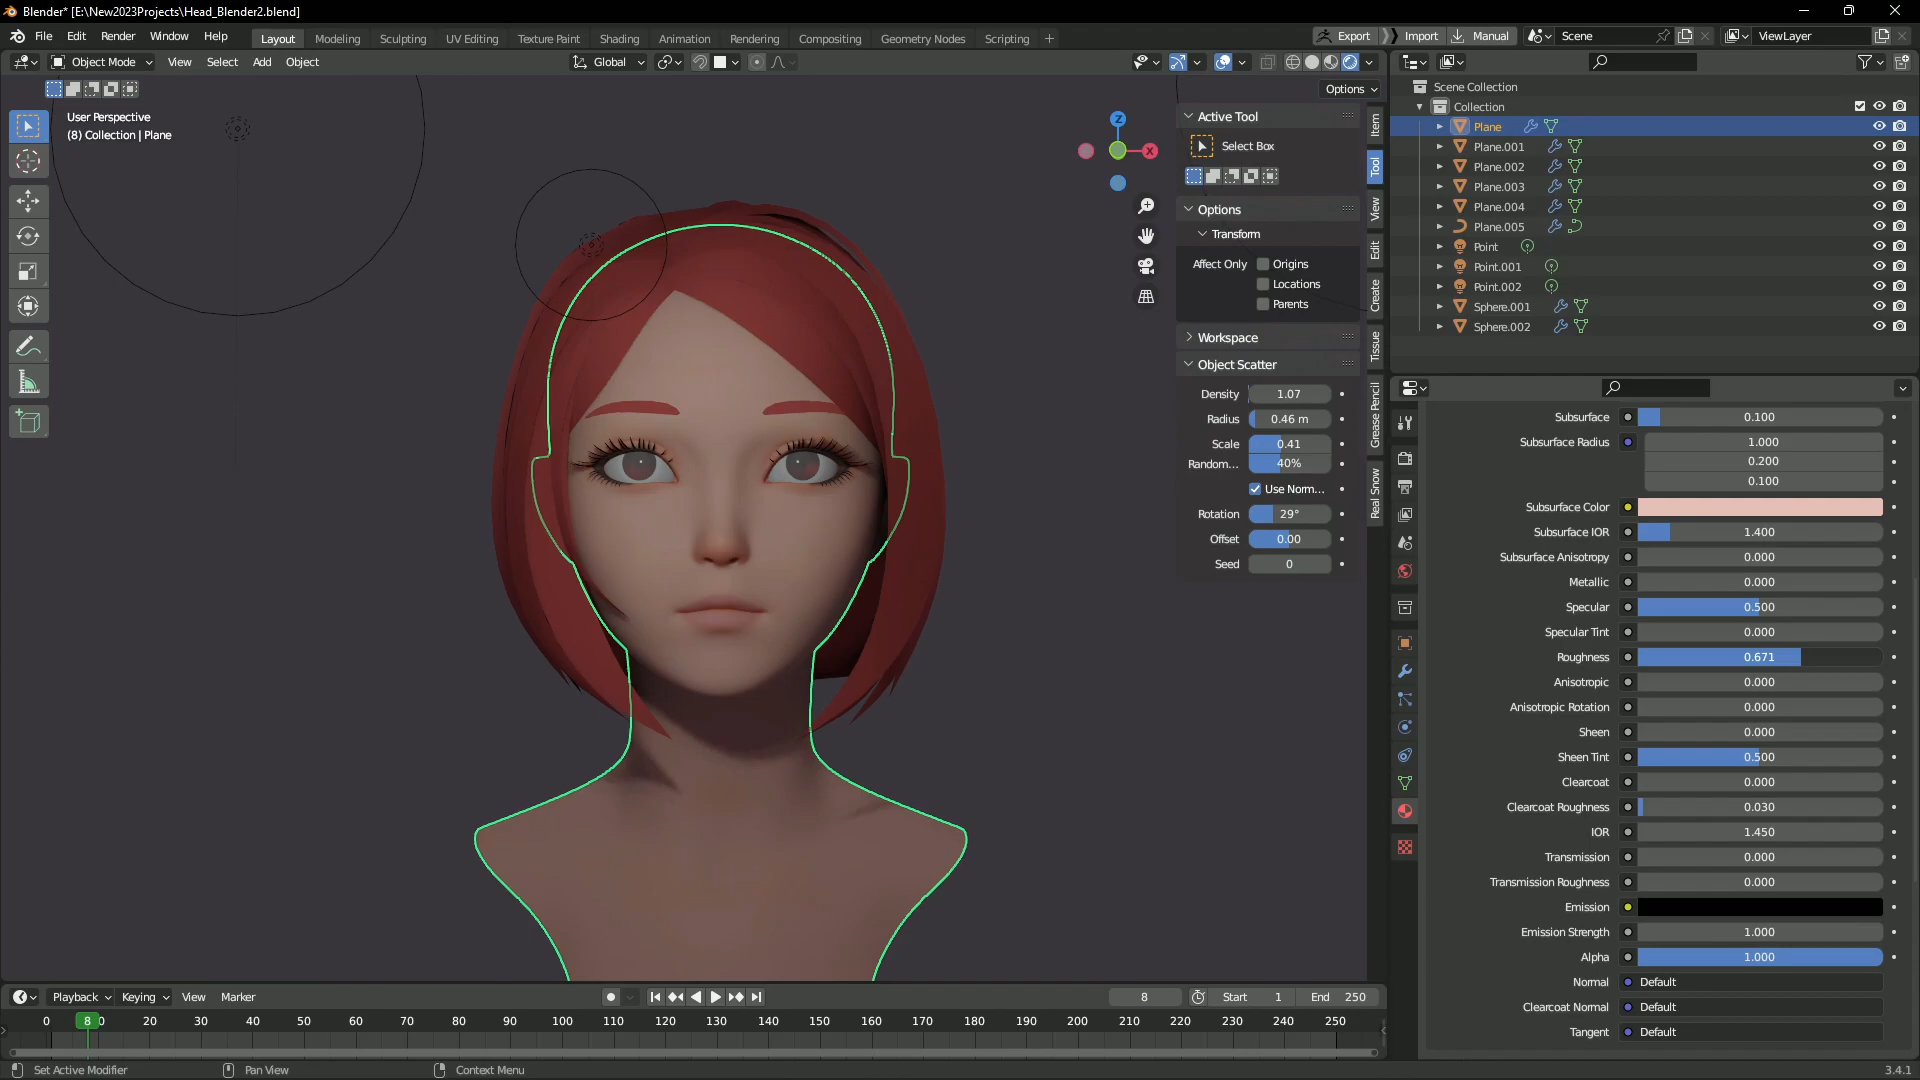 Blender* [E:\New2023Projects\Head_Blender2.blend]
File Edit Render Window Help Layout Modeling Sculpting UV Editing Texture Paint Shading Animation Rendering Compositing Geometry Nodes Scripting + Export Import Manual Scene ViewLayer
Object Mode View Select Add Object Global
Options
User Perspective
(8) Collection | Plane
Z
X
Active Tool
Select Box
Options
Transform
Affect Only Origins
Locations
Parents
Workspace
Object Scatter
Density 1.07
Radius 0.46 m
Scale 0.41
Random... 40%
Use Norm...
Rotation 29°
Offset 0.00
Seed 0
Item
Tool
View
Edit
Create
Tissue
Grease Pencil
Real Snow
Scene Collection
Collection
Plane
Plane.001
Plane.002
Plane.003
Plane.004
Plane.005
Point
Point.001
Point.002
Sphere.001
Sphere.002
Subsurface 0.100
Subsurface Radius 1.000
0.200
0.100
Subsurface Color
Subsurface IOR 1.400
Subsurface Anisotropy 0.000
Metallic 0.000
Specular 0.500
Specular Tint 0.000
Roughness 0.671
Anisotropic 0.000
Anisotropic Rotation 0.000
Sheen 0.000
Sheen Tint 0.500
Clearcoat 0.000
Clearcoat Roughness 0.030
IOR 1.450
Transmission 0.000
Transmission Roughness 0.000
Emission
Emission Strength 1.000
Alpha 1.000
Normal Default
Clearcoat Normal Default
Tangent Default
Playback Keying View Marker 8 Start 1 End 250
0 8 0 20 30 40 50 60 70 80 90 100 110 120 130 140 150 160 170 180 190 200 210 220 230 240 250
Set Active Modifier Pan View Context Menu 3.4.1